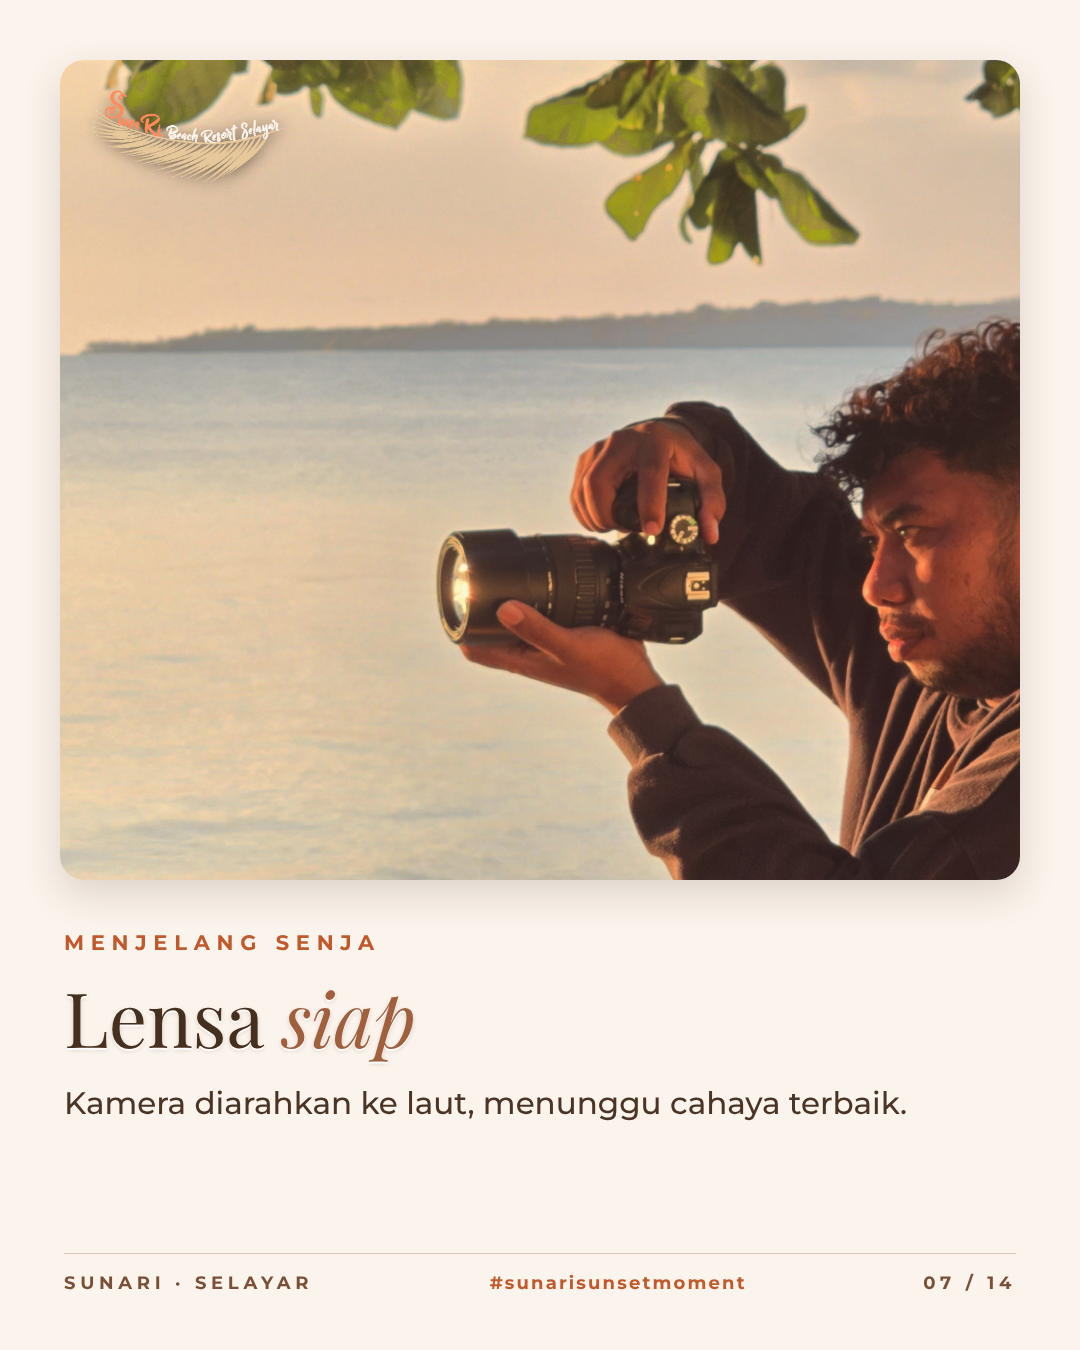 SunaRi Beach Resort Selayar
MENJELANG SENJA
Lensa siap
Kamera diarahkan ke laut, menunggu cahaya terbaik.
SUNARI · SELAYAR
#sunarisunsetmoment
07 / 14